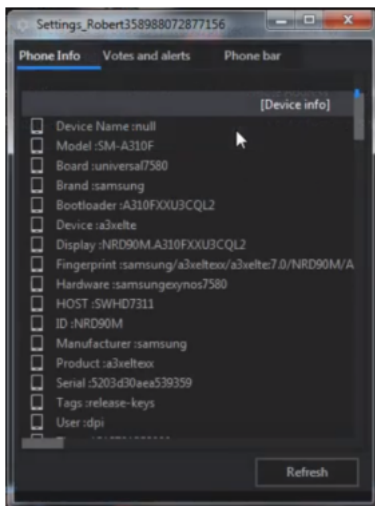 Settings_Robert358988072877156
Phone Info Votes and alerts Phone bar
[Device info]
Device Name :null
Model :SM-A310F
Board :universal7580
Brand :samsung
Bootloader :A310FXXU3CQL2
Device :a3xelte
Display :NRD90M.A310FXXU3CQL2
Fingerprint :samsung/a3xeltexx/a3xelte:7.0/NRD90M/A
Hardware :samsungexynos7580
HOST :SWHD7311
ID :NRD90M
Manufacturer :samsung
Product :a3xeltexx
Serial :5203d30aea539359
Tags :release-keys
User :dpi
Refresh